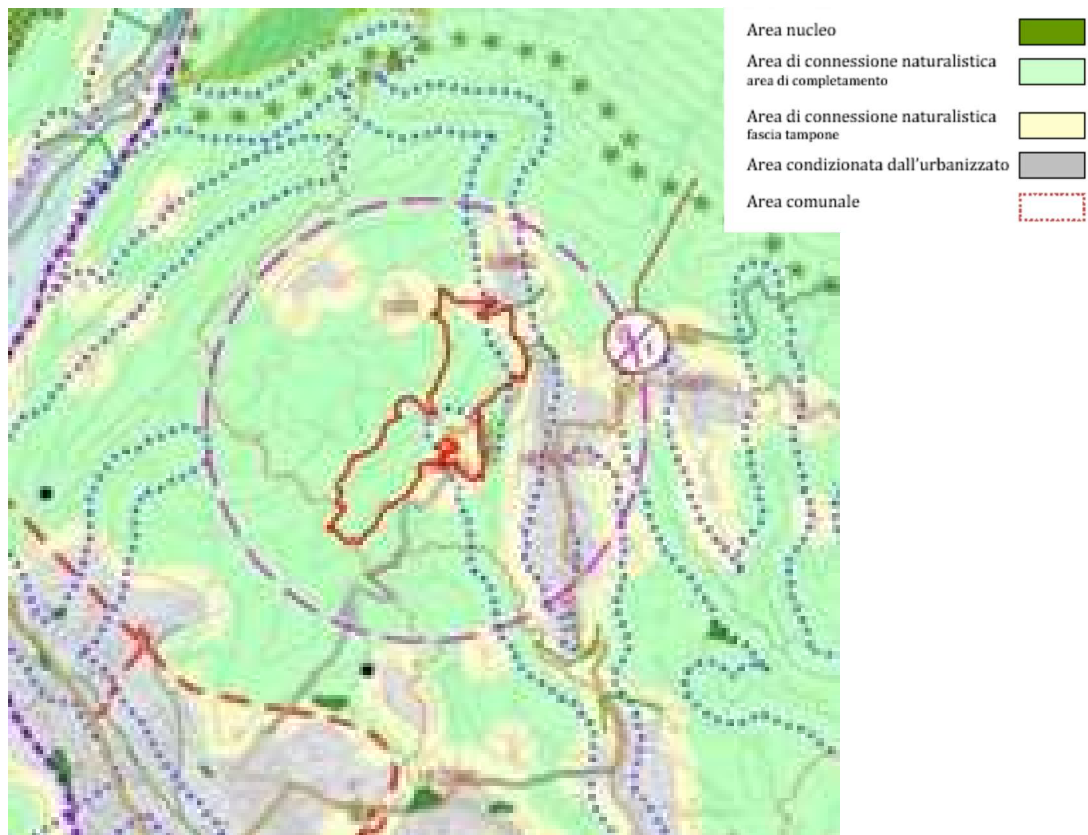 Area nucleo
Area di connessione naturalistica
area di completamento
Area di connessione naturalistica
fascia tampone
Area condizionata dall'urbanizzato
Area comunale